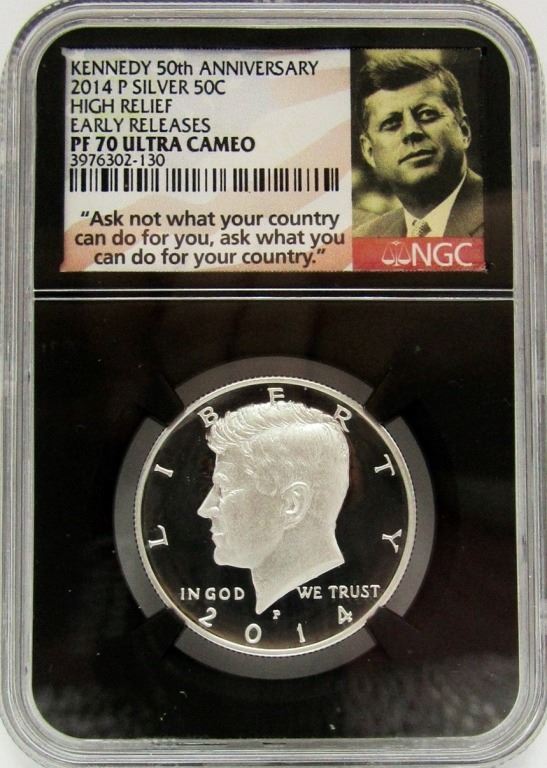 KENNEDY 50th ANNIVERSARY
2014 P SILVER 50C
HIGH RELIEF
EARLY RELEASES
PF 70 ULTRA CAMEO
3976302-130
“Ask not what your country
can do for you, ask what you
can do for your country.”
NGC
LIBERTY
IN GOD WE TRUST
P
2014